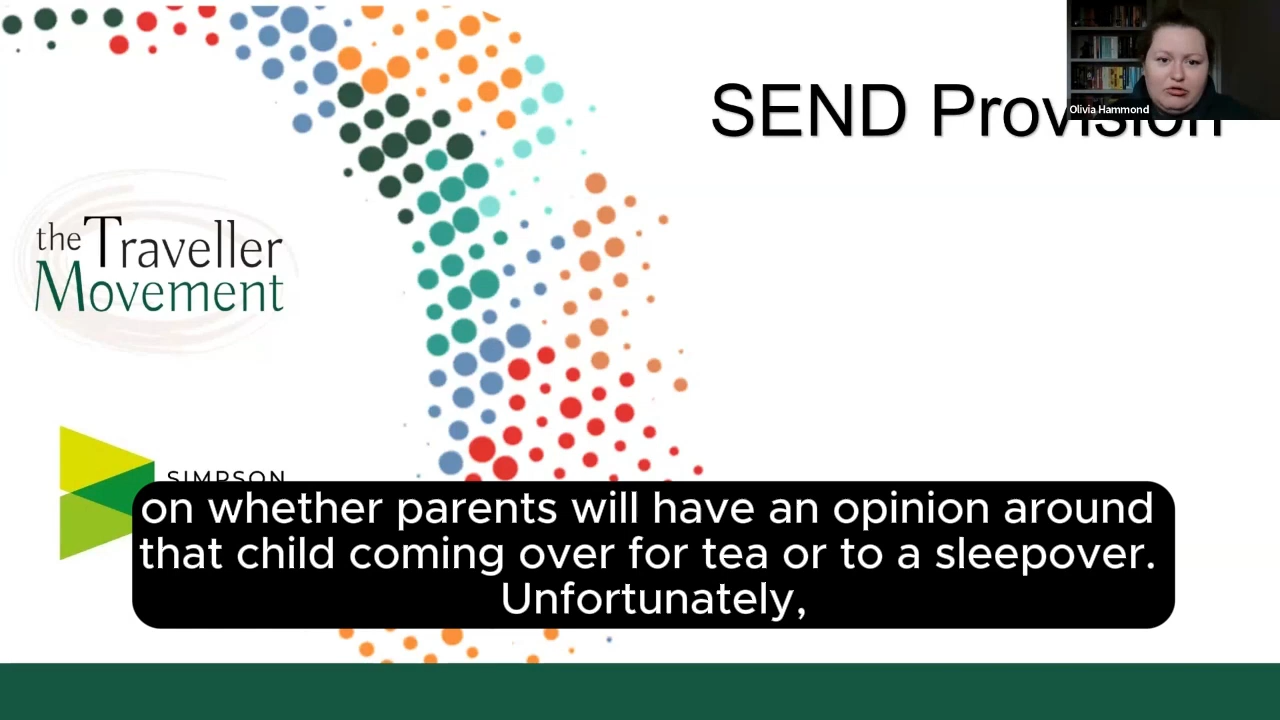 SEND Provision
Olivia Hammond
the Traveller
Movement
SIMPSON
on whether parents will have an opinion around
that child coming over for tea or to a sleepover.
Unfortunately,